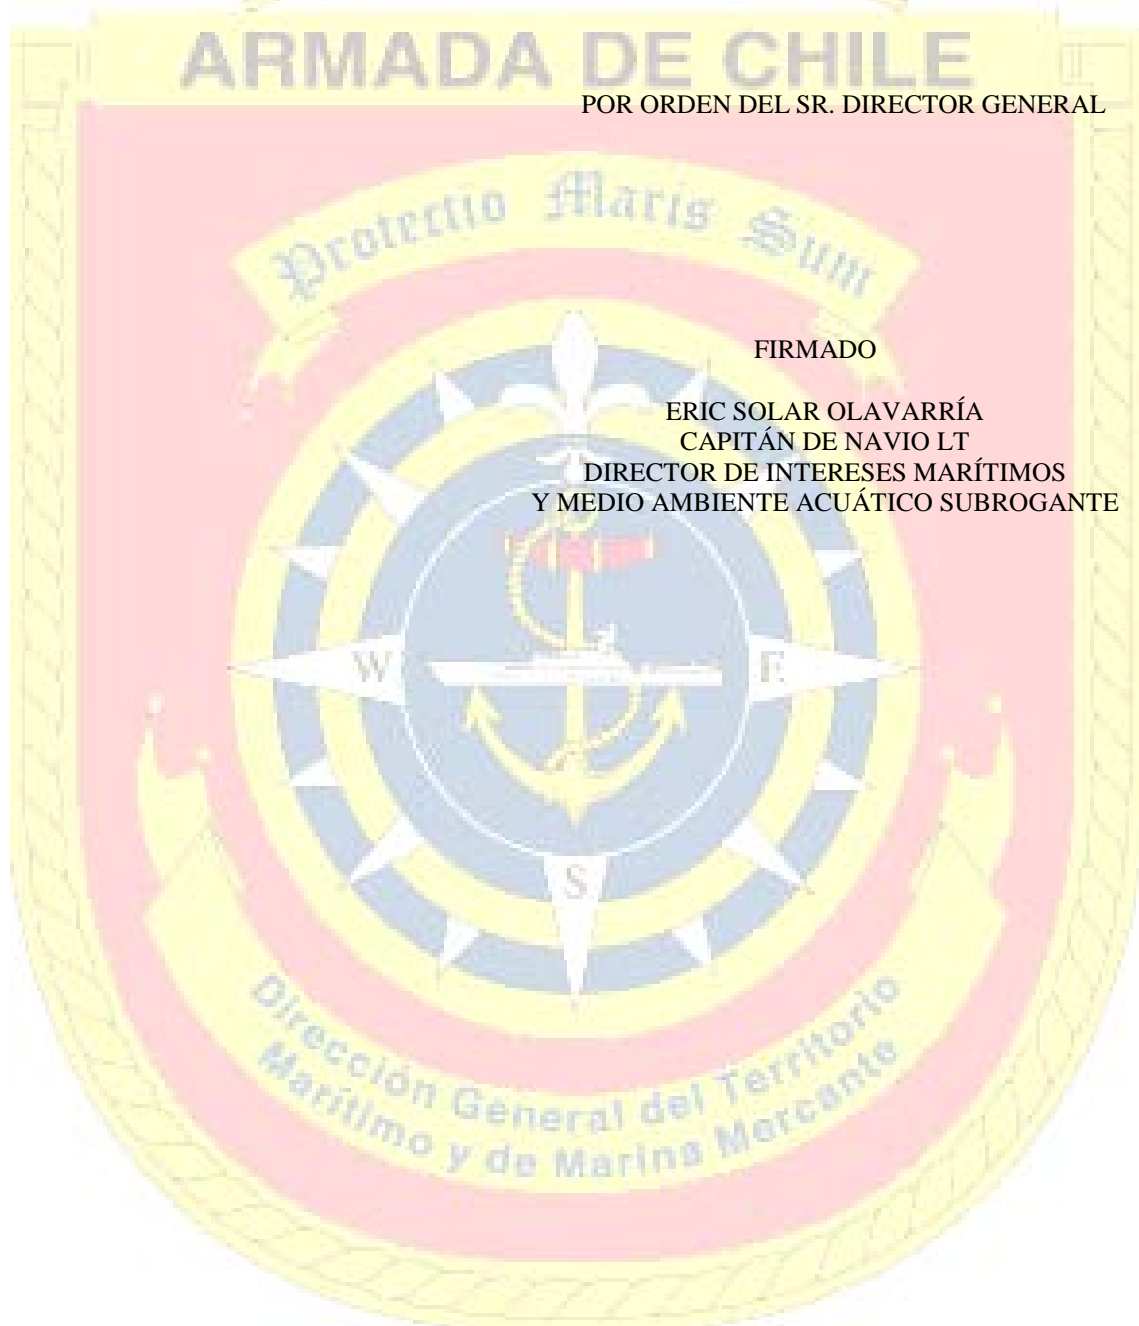 ARMADA DE CHILE
POR ORDEN DEL SR. DIRECTOR GENERAL
Protectio Maris Sum
FIRMADO
ERIC SOLAR OLAVARRÍA
CAPITÁN DE NAVIO LT
DIRECTOR DE INTERESES MARÍTIMOS
Y MEDIO AMBIENTE ACUÁTICO SUBROGANTE
W E
S
Dirección General del Territorio
Marítimo y de Marina Mercante